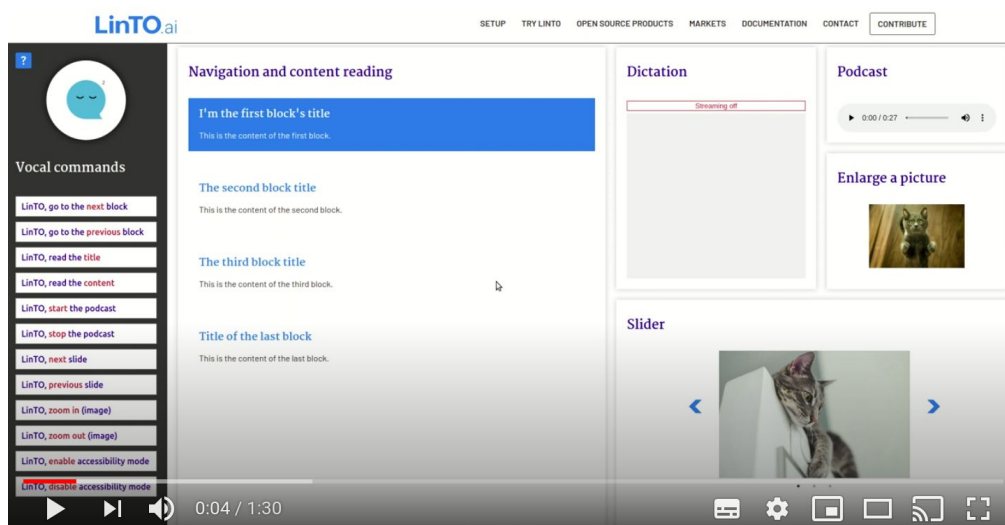 LinTO.ai
SETUP TRY LINTO OPEN SOURCE PRODUCTS MARKETS DOCUMENTATION CONTACT CONTRIBUTE
?
z
Vocal commands
LinTO, go to the next block
LinTO, go to the previous block
LinTO, read the title
LinTO, read the content
LinTO, start the podcast
LinTO, stop the podcast
LinTO, next slide
LinTO, previous slide
LinTO, zoom in (image)
LinTO, zoom out (image)
LinTO, enable accessibility mode
LinTO, disable accessibility mode
Navigation and content reading
I'm the first block's title
This is the content of the first block.
The second block title
This is the content of the second block.
The third block title
This is the content of the third block.
Title of the last block
This is the content of the last block.
Dictation
Streaming off
Podcast
0:00 / 0:27
Enlarge a picture
Slider
0:04 / 1:30